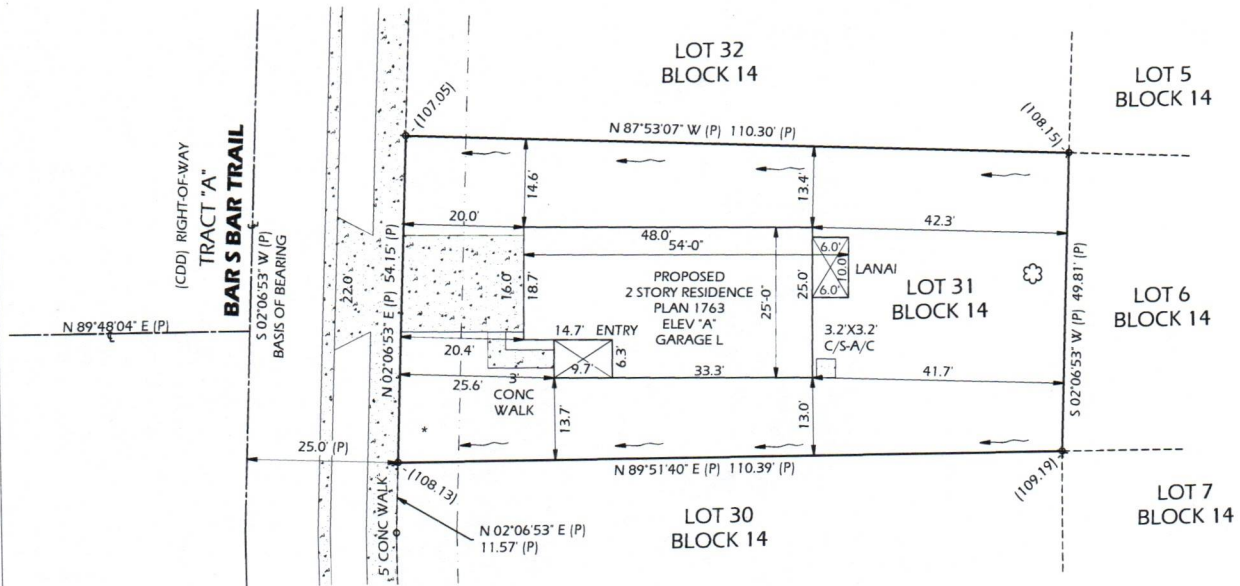 LOT 32
BLOCK 14
LOT 5
BLOCK 14
(107.05)
(108.15)
N 87°53'07" W (P) 110.30' (P)
(CDD) RIGHT-OF-WAY
TRACT "A"
BAR S BAR TRAIL
S 02°06'53" W (P)
BASIS OF BEARING
N 89°48'04" E (P)
22.0'
N 02°06'53" E (P) 54.15' (P)
14.6'
13.4'
20.0'
48.0'
54'-0"
42.3'
16.0'
18.7'
25'-0"
25.0'
6.0'
10.0'
6.0'
LANAI
PROPOSED
2 STORY RESIDENCE
PLAN 1763
ELEV "A"
GARAGE L
LOT 31
BLOCK 14
S 02°06'53" W (P) 49.81' (P)
LOT 6
BLOCK 14
14.7' ENTRY
6.3'
9.7'
20.4'
25.6'
3'
CONC
WALK
33.3'
3.2'X3.2'
C/S-A/C
41.7'
13.7'
13.0'
25.0' (P)
*
N 89°51'40" E (P) 110.39' (P)
(108.13)
(109.19)
5' CONC WALK
N 02°06'53" E (P)
11.57' (P)
LOT 30
BLOCK 14
LOT 7
BLOCK 14